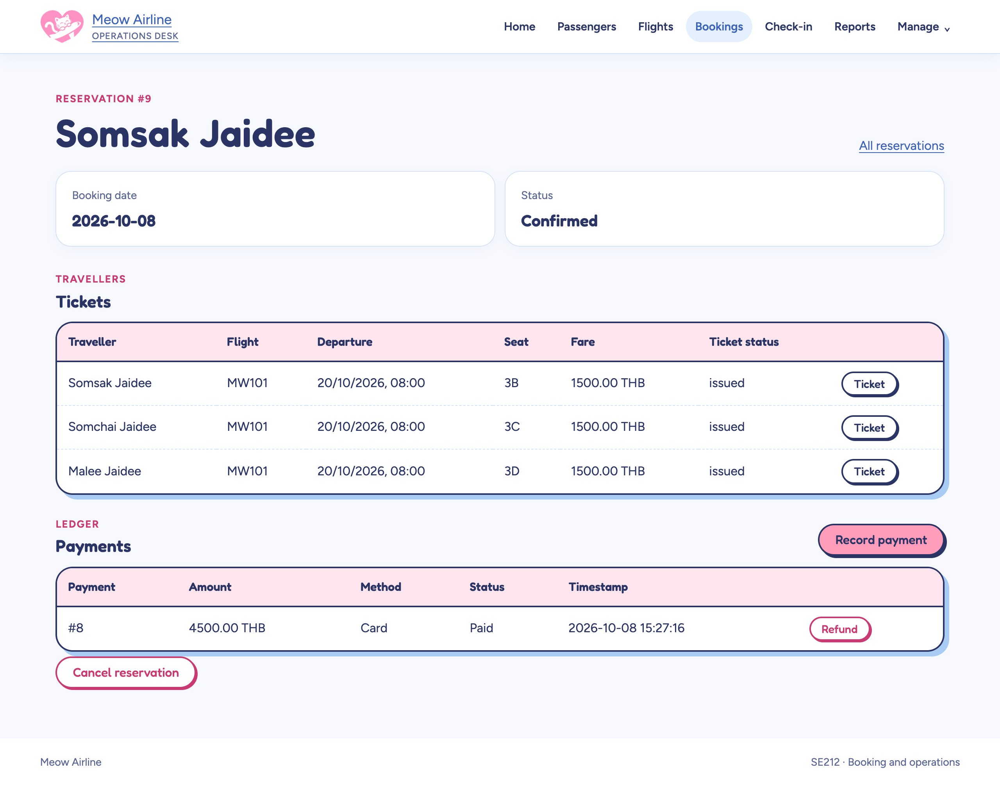 Meow Airline
OPERATIONS DESK
Home Passengers Flights Bookings Check-in Reports Manage
RESERVATION #9
Somsak Jaidee
All reservations
Booking date
2026-10-08
Status
Confirmed
TRAVELLERS
Tickets
Traveller Flight Departure Seat Fare Ticket status
Somsak Jaidee MW101 20/10/2026, 08:00 3B 1500.00 THB issued Ticket
Somchai Jaidee MW101 20/10/2026, 08:00 3C 1500.00 THB issued Ticket
Malee Jaidee MW101 20/10/2026, 08:00 3D 1500.00 THB issued Ticket
LEDGER
Payments
Record payment
Payment Amount Method Status Timestamp
#8 4500.00 THB Card Paid 2026-10-08 15:27:16 Refund
Cancel reservation
Meow Airline
SE212 · Booking and operations